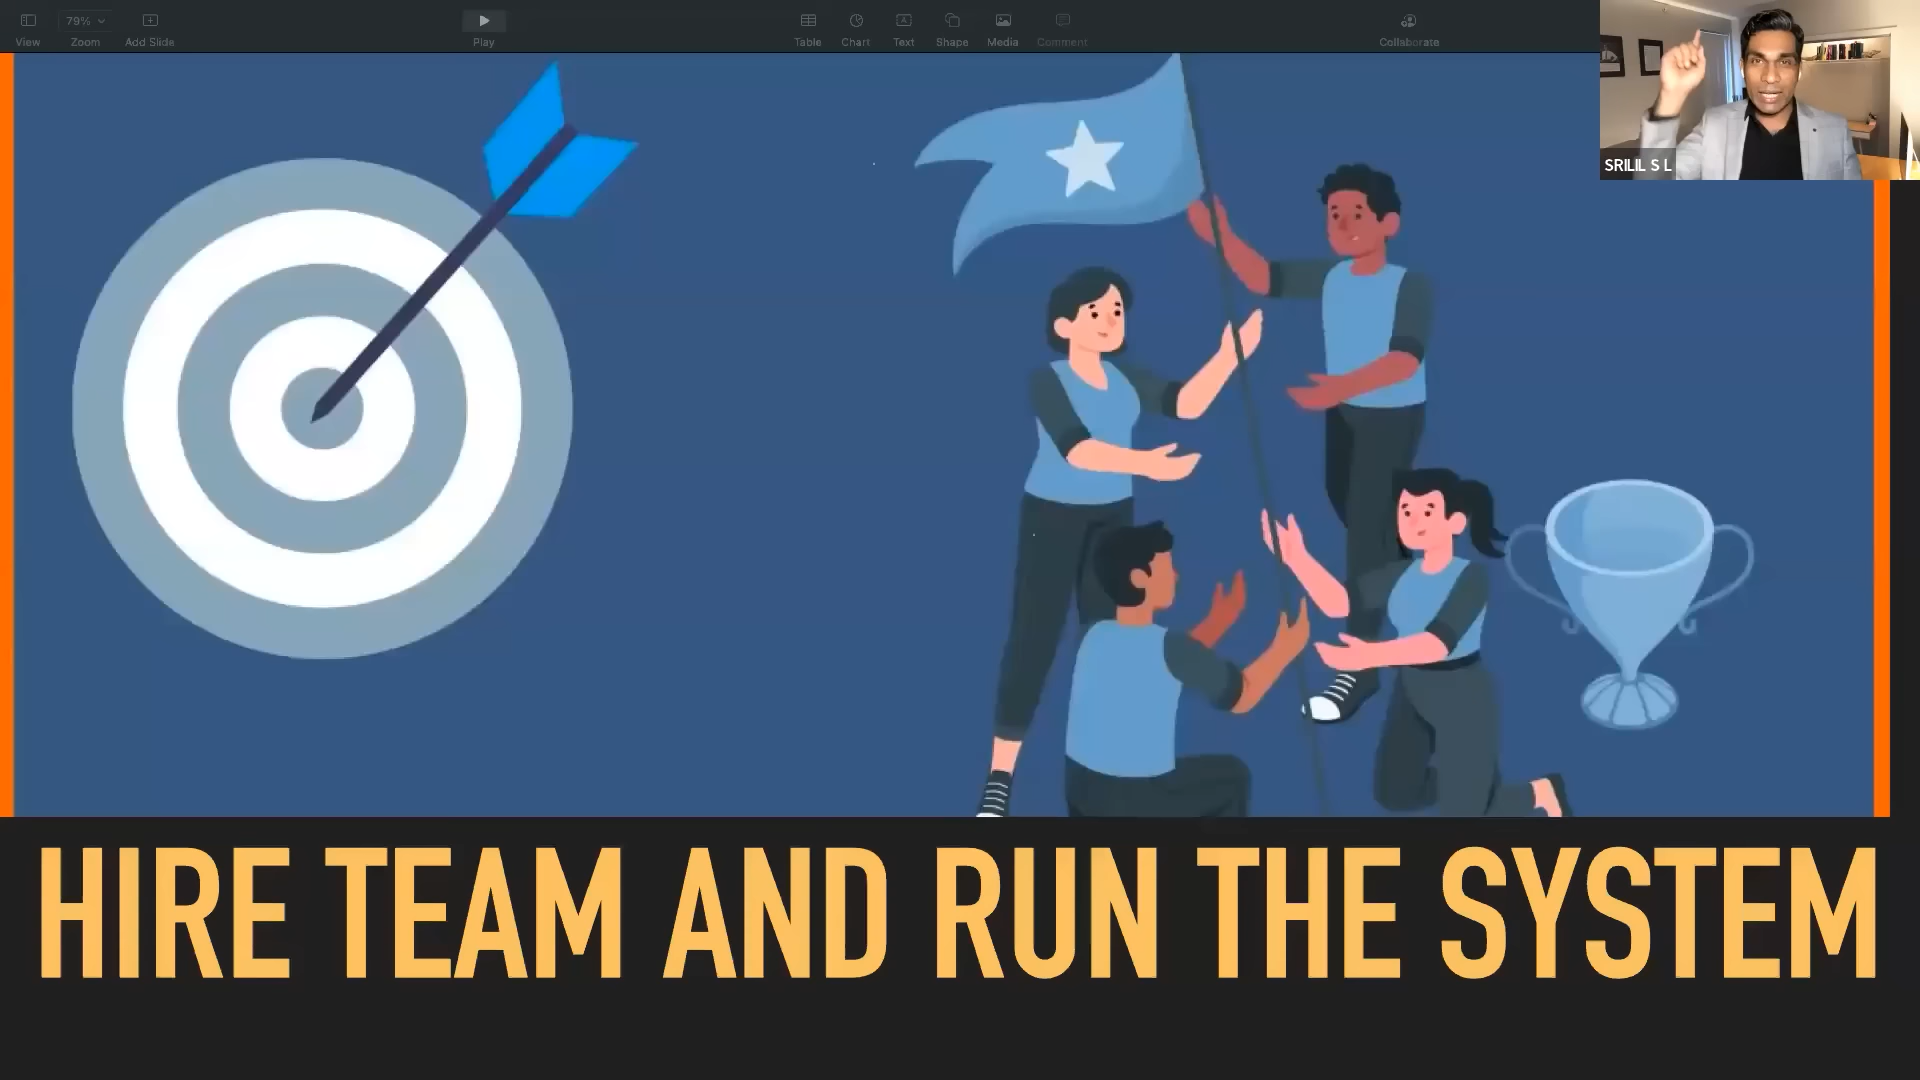 79%
View
Zoom
Add Slide
Play
Table
Chart
Text
Shape
Media
Comment
Collaborate
SRILIL S L
HIRE TEAM AND RUN THE SYSTEM